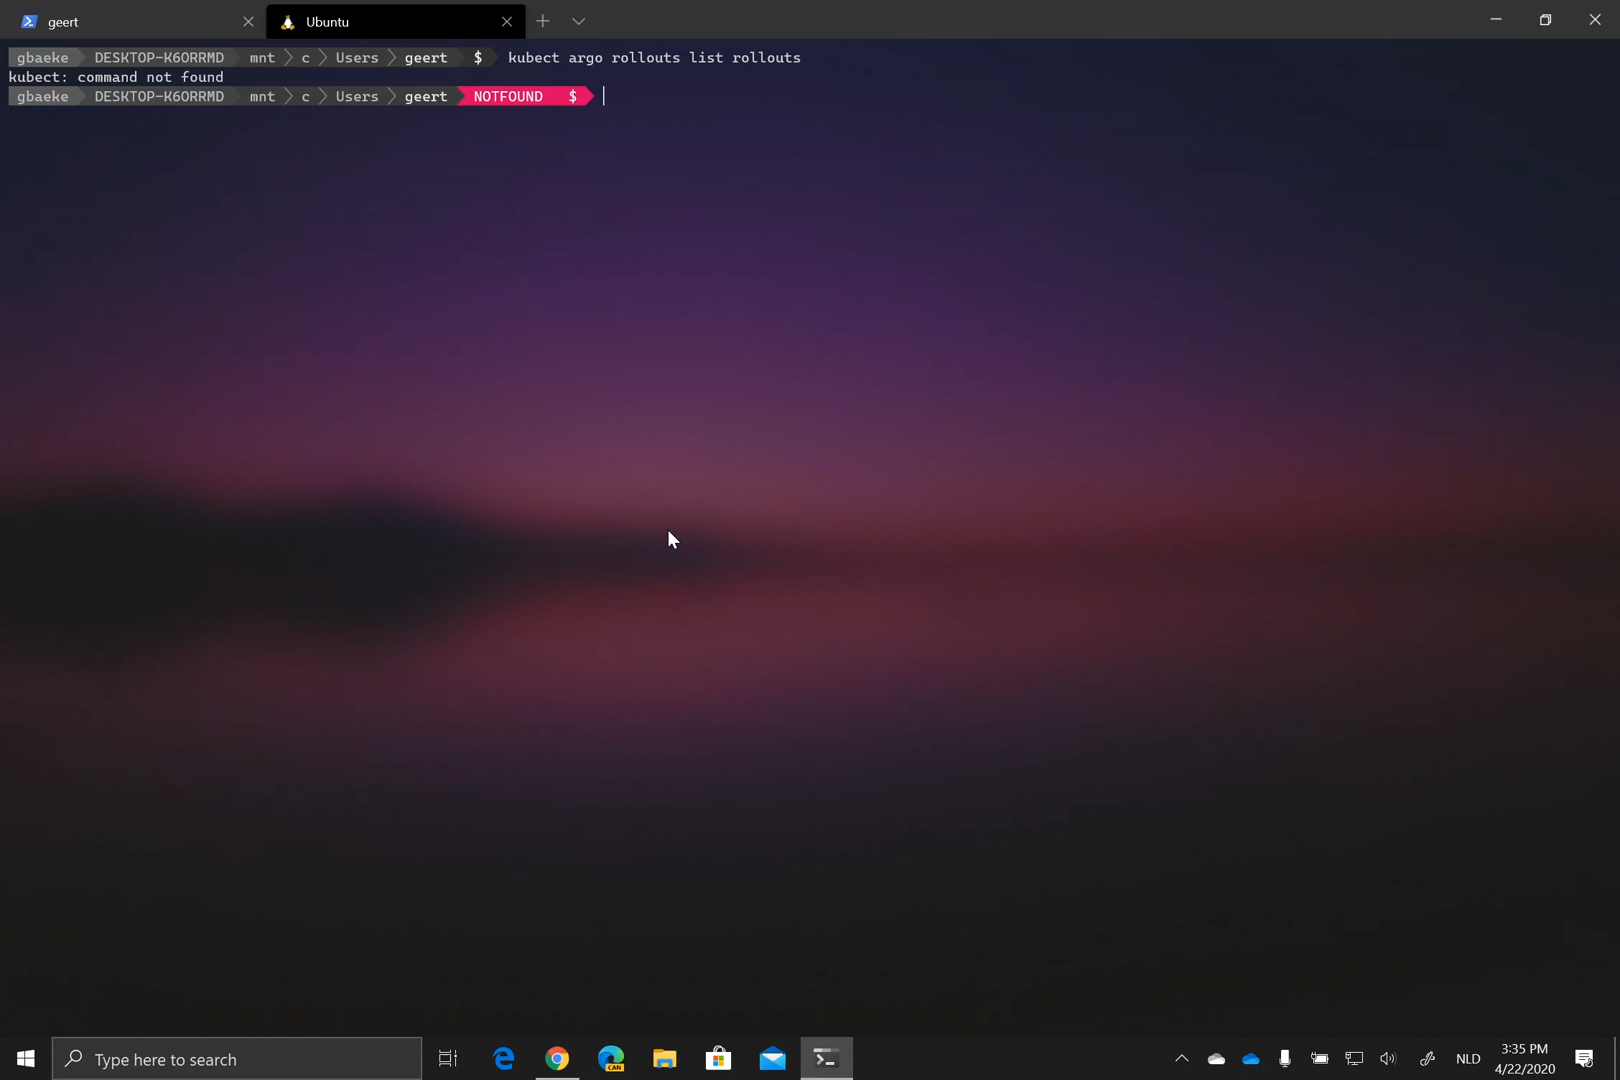 geert
Ubuntu
gbaeke DESKTOP-K6ORRMD mnt c Users geert $ kubect argo rollouts list rollouts
kubect: command not found
gbaeke DESKTOP-K6ORRMD mnt c Users geert NOTFOUND $
Type here to search
CAN
NLD
3:35 PM
4/22/2020